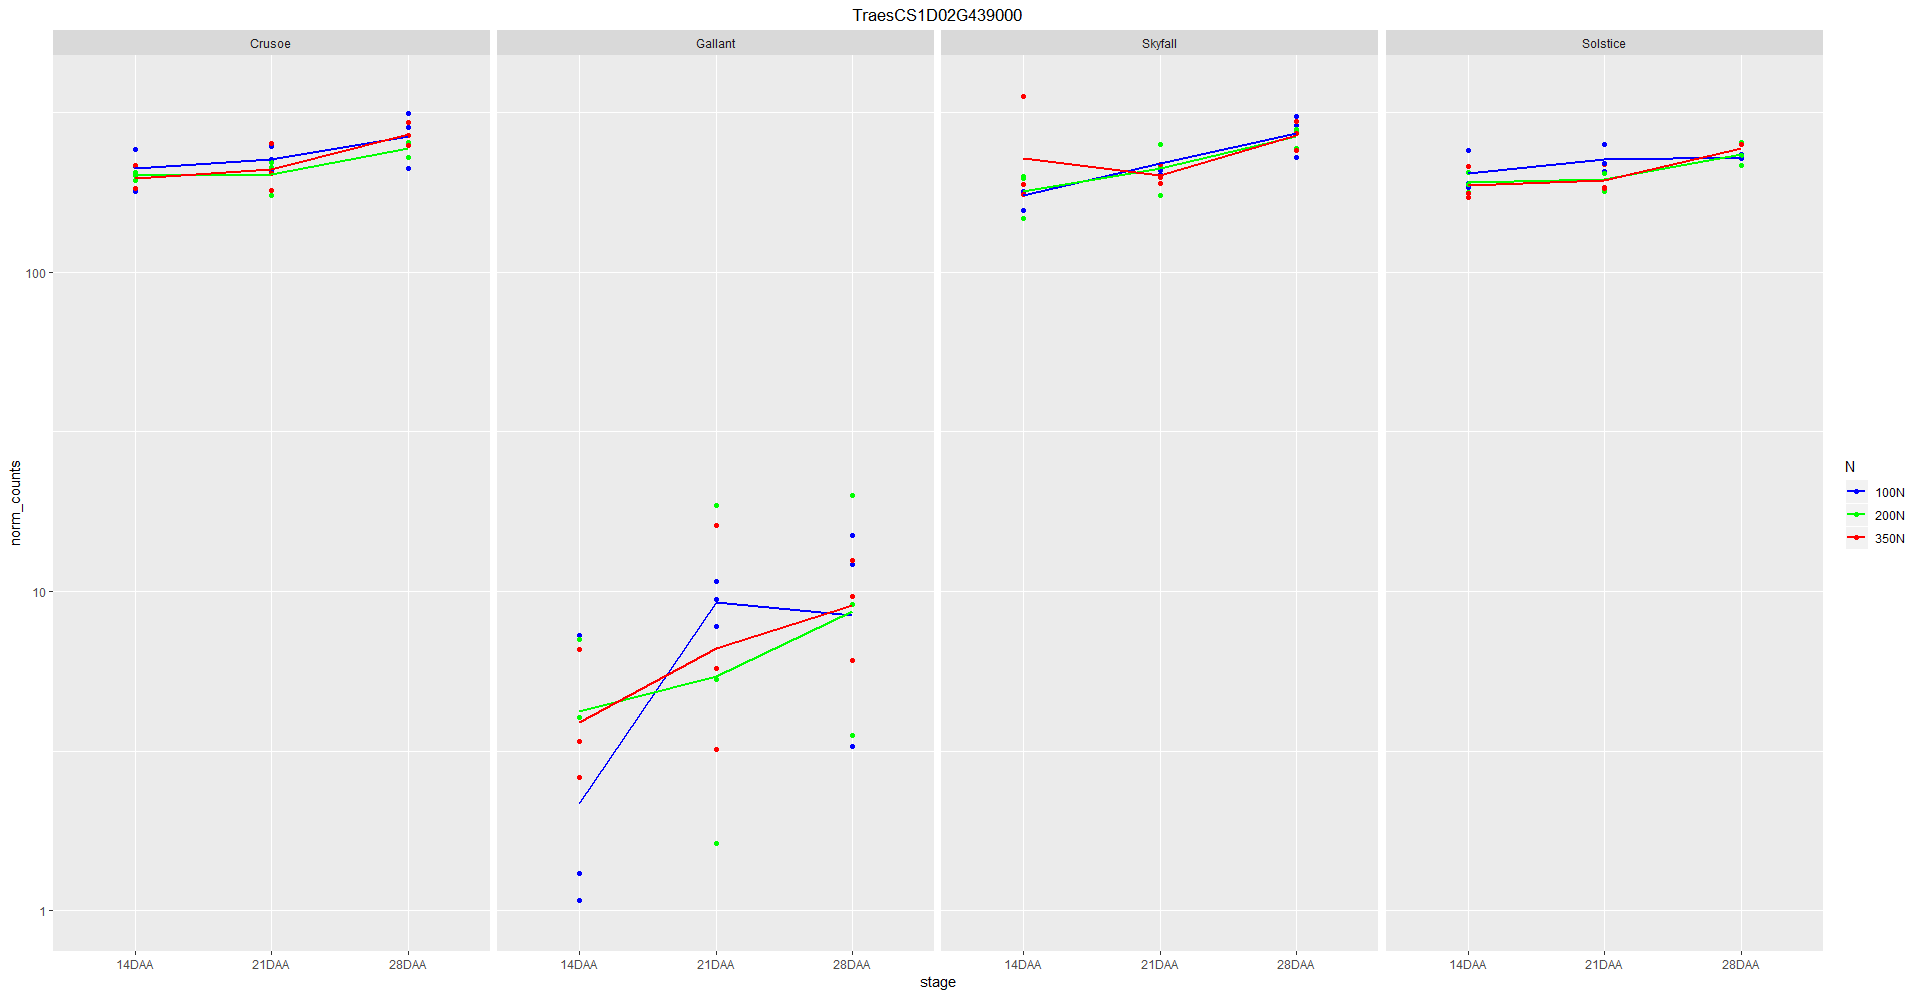 TraesCS1D02G439000
Crusoe Gallant Skyfall Solstice
norm_counts
100
10
1
14DAA 21DAA 28DAA 14DAA 21DAA 28DAA 14DAA 21DAA 28DAA 14DAA 21DAA 28DAA
stage
N
100N
200N
350N